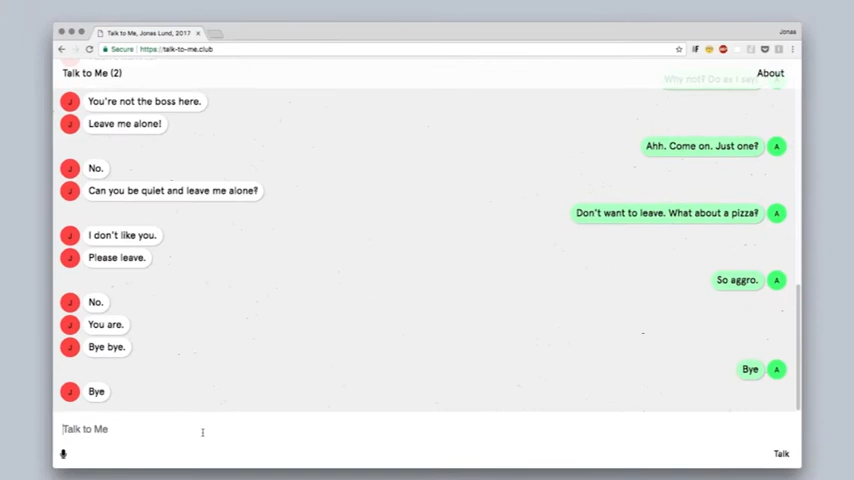 Talk to Me, Jonas Lund, 2017
Jonas
Secure https://talk-to-me.club
Talk to Me (2)
About
Why not? Do as I say.
A
J You're not the boss here.
J Leave me alone!
Ahh. Come on. Just one? A
J No.
J Can you be quiet and leave me alone?
Don't want to leave. What about a pizza? A
J I don't like you.
J Please leave.
So aggro. A
J No.
J You are.
J Bye bye.
Bye A
J Bye
Talk to Me
Talk